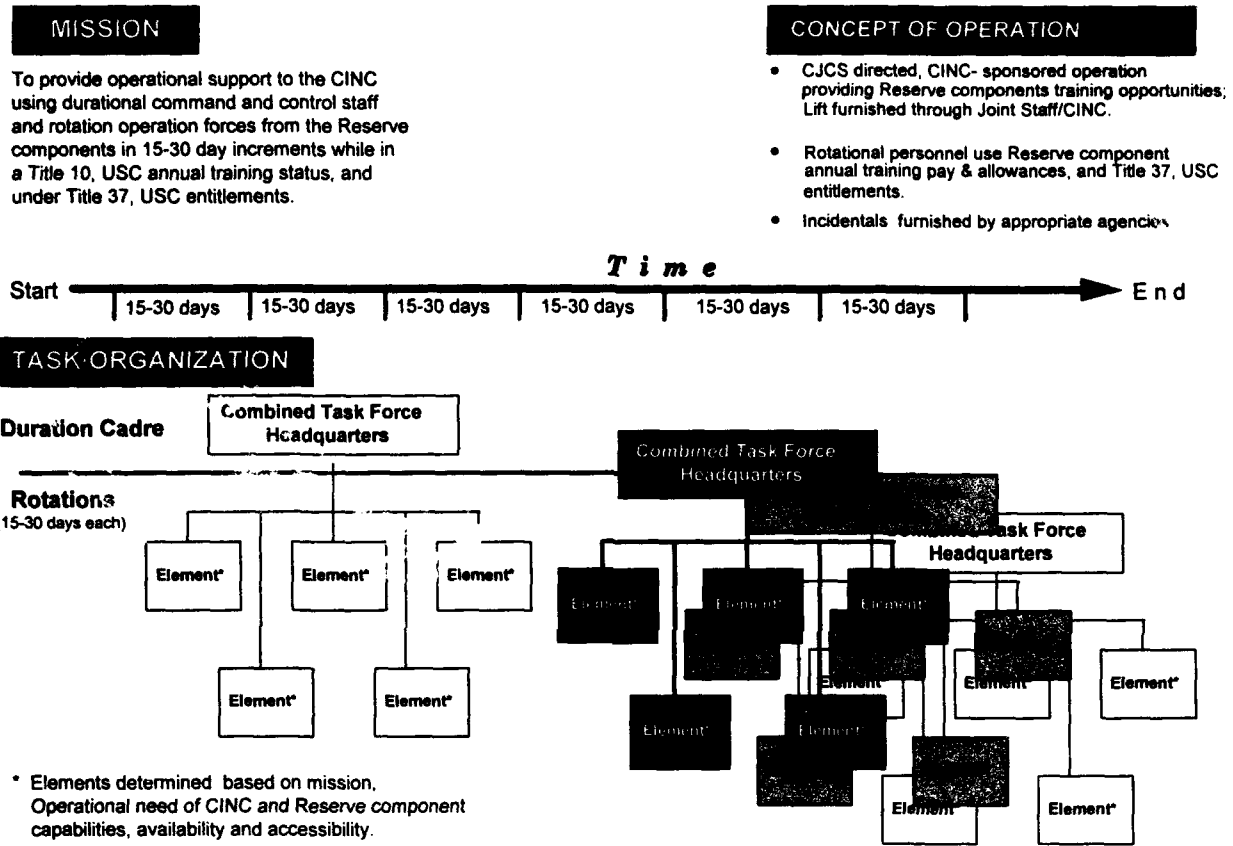 MISSION
To provide operational support to the CINC
using durational command and control staff
and rotation operation forces from the Reserve
components in 15-30 day increments while in
a Title 10, USC annual training status, and
under Title 37, USC entitlements.
CONCEPT OF OPERATION
• CJCS directed, CINC- sponsored operation
providing Reserve components training opportunities;
Lift furnished through Joint Staff/CINC.
• Rotational personnel use Reserve component
annual training pay & allowances, and Title 37, USC
entitlements.
• Incidentals furnished by appropriate agencies
Time
Start
15-30 days 15-30 days 15-30 days 15-30 days 15-30 days 15-30 days
End
TASK ORGANIZATION
Duration Cadre
Combined Task Force
Headquarters
Rotations
15-30 days each)
Element* Element* Element*
Element* Element*
Combined Task Force
Headquarters
Combined Task Force
Headquarters
Element* Element* Element*
Element* Element* Element*
Element* Element*
Element* Element*
* Elements determined based on mission,
Operational need of CINC and Reserve component
capabilities, availability and accessibility.